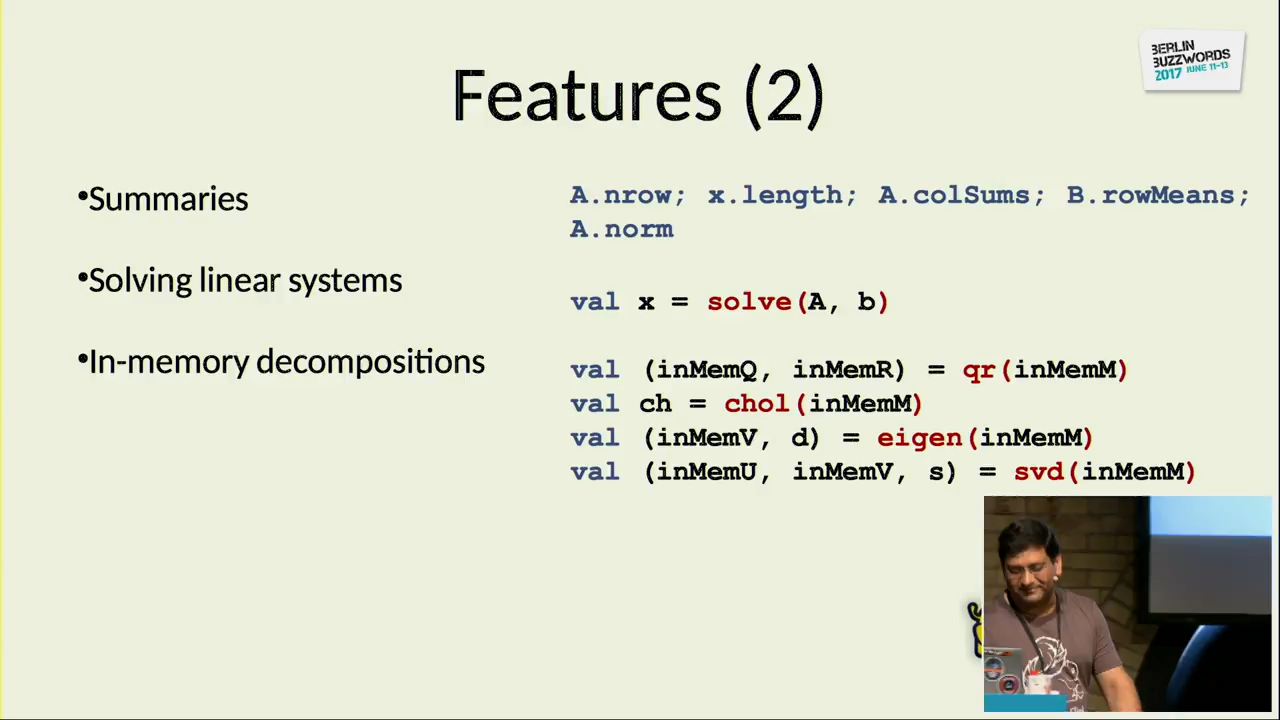 BERLIN
BUZZWORDS
2017 JUNE 11-13
Features (2)
•Summaries
A.nrow; x.length; A.colSums; B.rowMeans;
A.norm
•Solving linear systems
val x = solve(A, b)
•In-memory decompositions
val (inMemQ, inMemR) = qr(inMemM)
val ch = chol(inMemM)
val (inMemV, d) = eigen(inMemM)
val (inMemU, inMemV, s) = svd(inMemM)